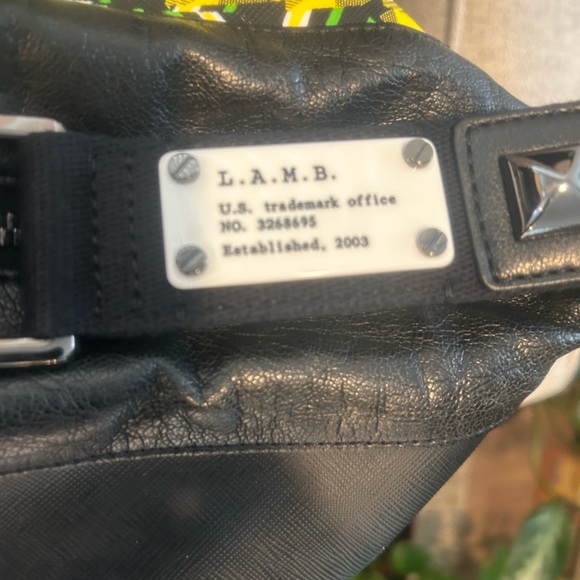 L.A.M.B.
U.S. trademark office
NO. 3268695
Established, 2003